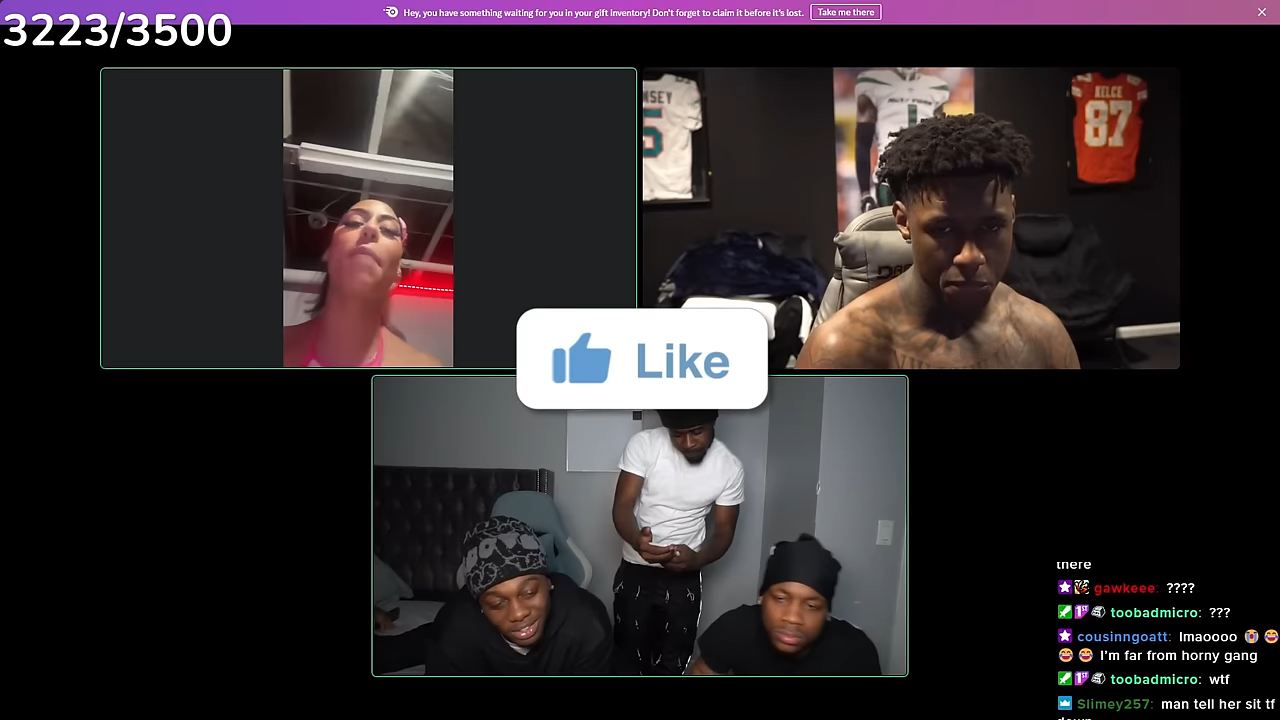 Hey, you have something waiting for you in your gift inventory! Don't forget to claim it before it's lost. Take me there
3223/3500
MSEY
5
1
KELCE
87
Like
there
gawkeee: ????
toobadmicro: ???
cousinngoatt: lmaoooo 😭 😂
😂 😂 I'm far from horny gang
toobadmicro: wtf
Slimey257: man tell her sit tf